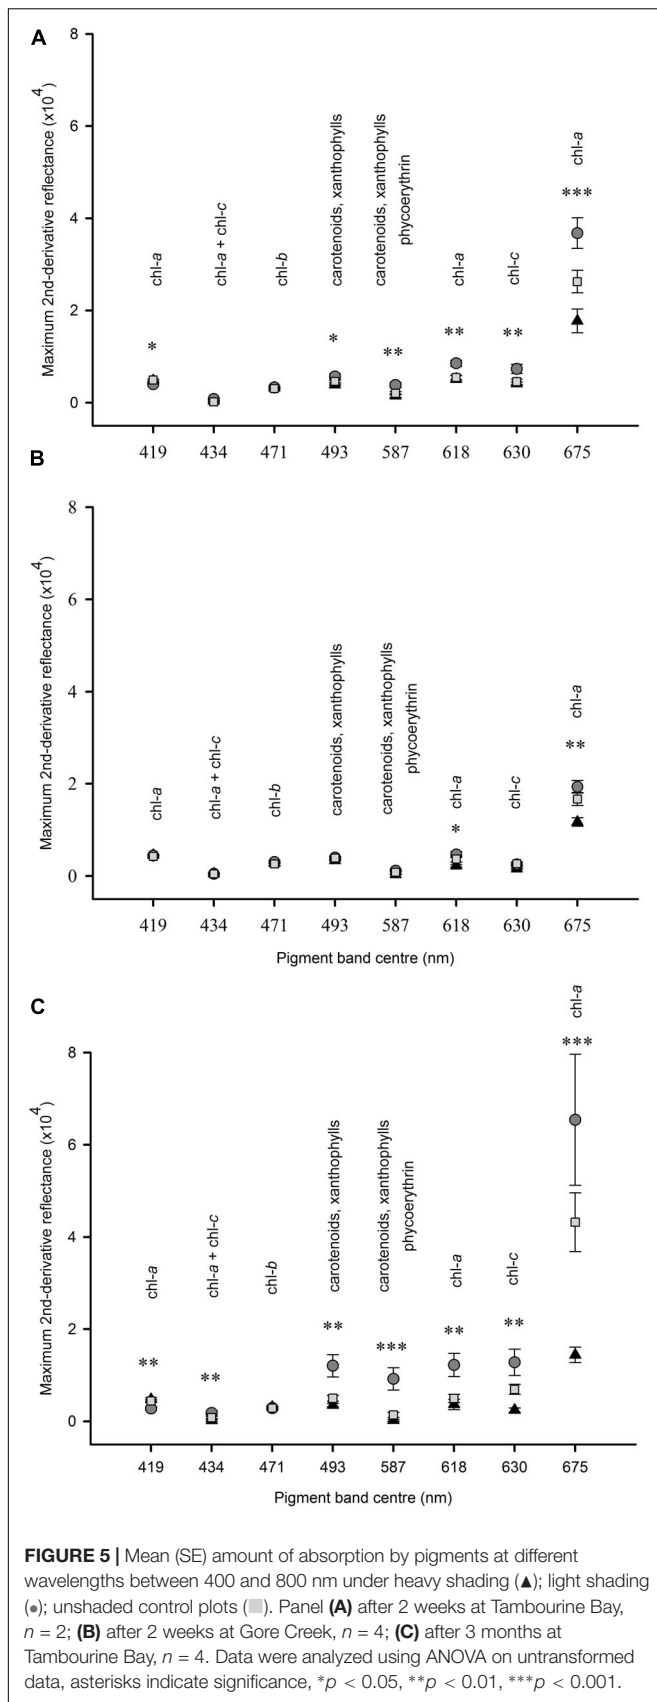 A
Maximum 2nd-derivative reflectance (x10⁴)
8
6
4
2
0
chl-a
*
chl-a + chl-c
chl-b
carotenoids, xanthophylls
*
carotenoids, xanthophylls
phycoerythrin
**
chl-a
**
chl-c
**
chl-a
***
419 434 471 493 587 618 630 675
B
Maximum 2nd-derivative reflectance (x10⁴)
8
6
4
2
0
chl-a
chl-a + chl-c
chl-b
carotenoids, xanthophylls
carotenoids, xanthophylls
phycoerythrin
chl-a
*
chl-c
chl-a
**
419 434 471 493 587 618 630 675
Pigment band centre (nm)
C
Maximum 2nd-derivative reflectance (x10⁴)
8
6
4
2
0
chl-a
**
chl-a + chl-c
**
chl-b
carotenoids, xanthophylls
**
carotenoids, xanthophylls
phycoerythrin
***
chl-a
**
chl-c
**
chl-a
***
419 434 471 493 587 618 630 675
Pigment band centre (nm)
FIGURE 5 | Mean (SE) amount of absorption by pigments at different
wavelengths between 400 and 800 nm under heavy shading (▲); light shading
(●); unshaded control plots (■). Panel (A) after 2 weeks at Tambourine Bay,
n = 2; (B) after 2 weeks at Gore Creek, n = 4; (C) after 3 months at
Tambourine Bay, n = 4. Data were analyzed using ANOVA on untransformed
data, asterisks indicate significance, *p < 0.05, **p < 0.01, ***p < 0.001.